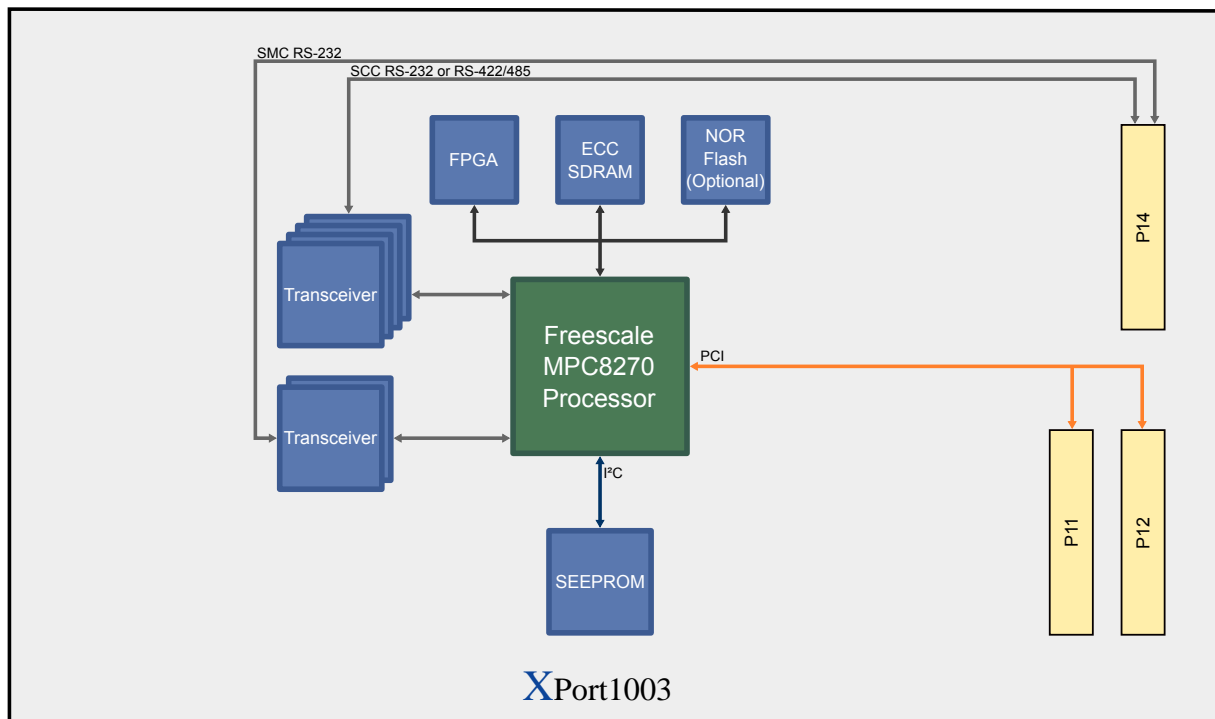 SMC RS-232
SCC RS-232 or RS-422/485
FPGA
ECC
SDRAM
NOR
Flash
(Optional)
P14
Transceiver
Freescale
MPC8270
Processor
PCI
Transceiver
I²C
P11
P12
SEEPROM
XPort1003